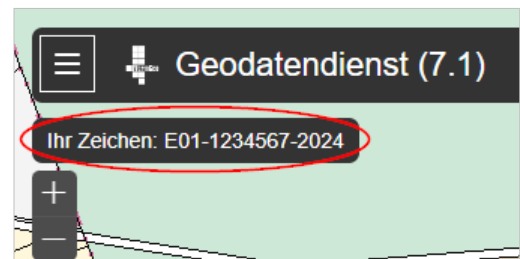 Geodatendienst (7.1)
Ihr Zeichen: E01-1234567-2024
+
−